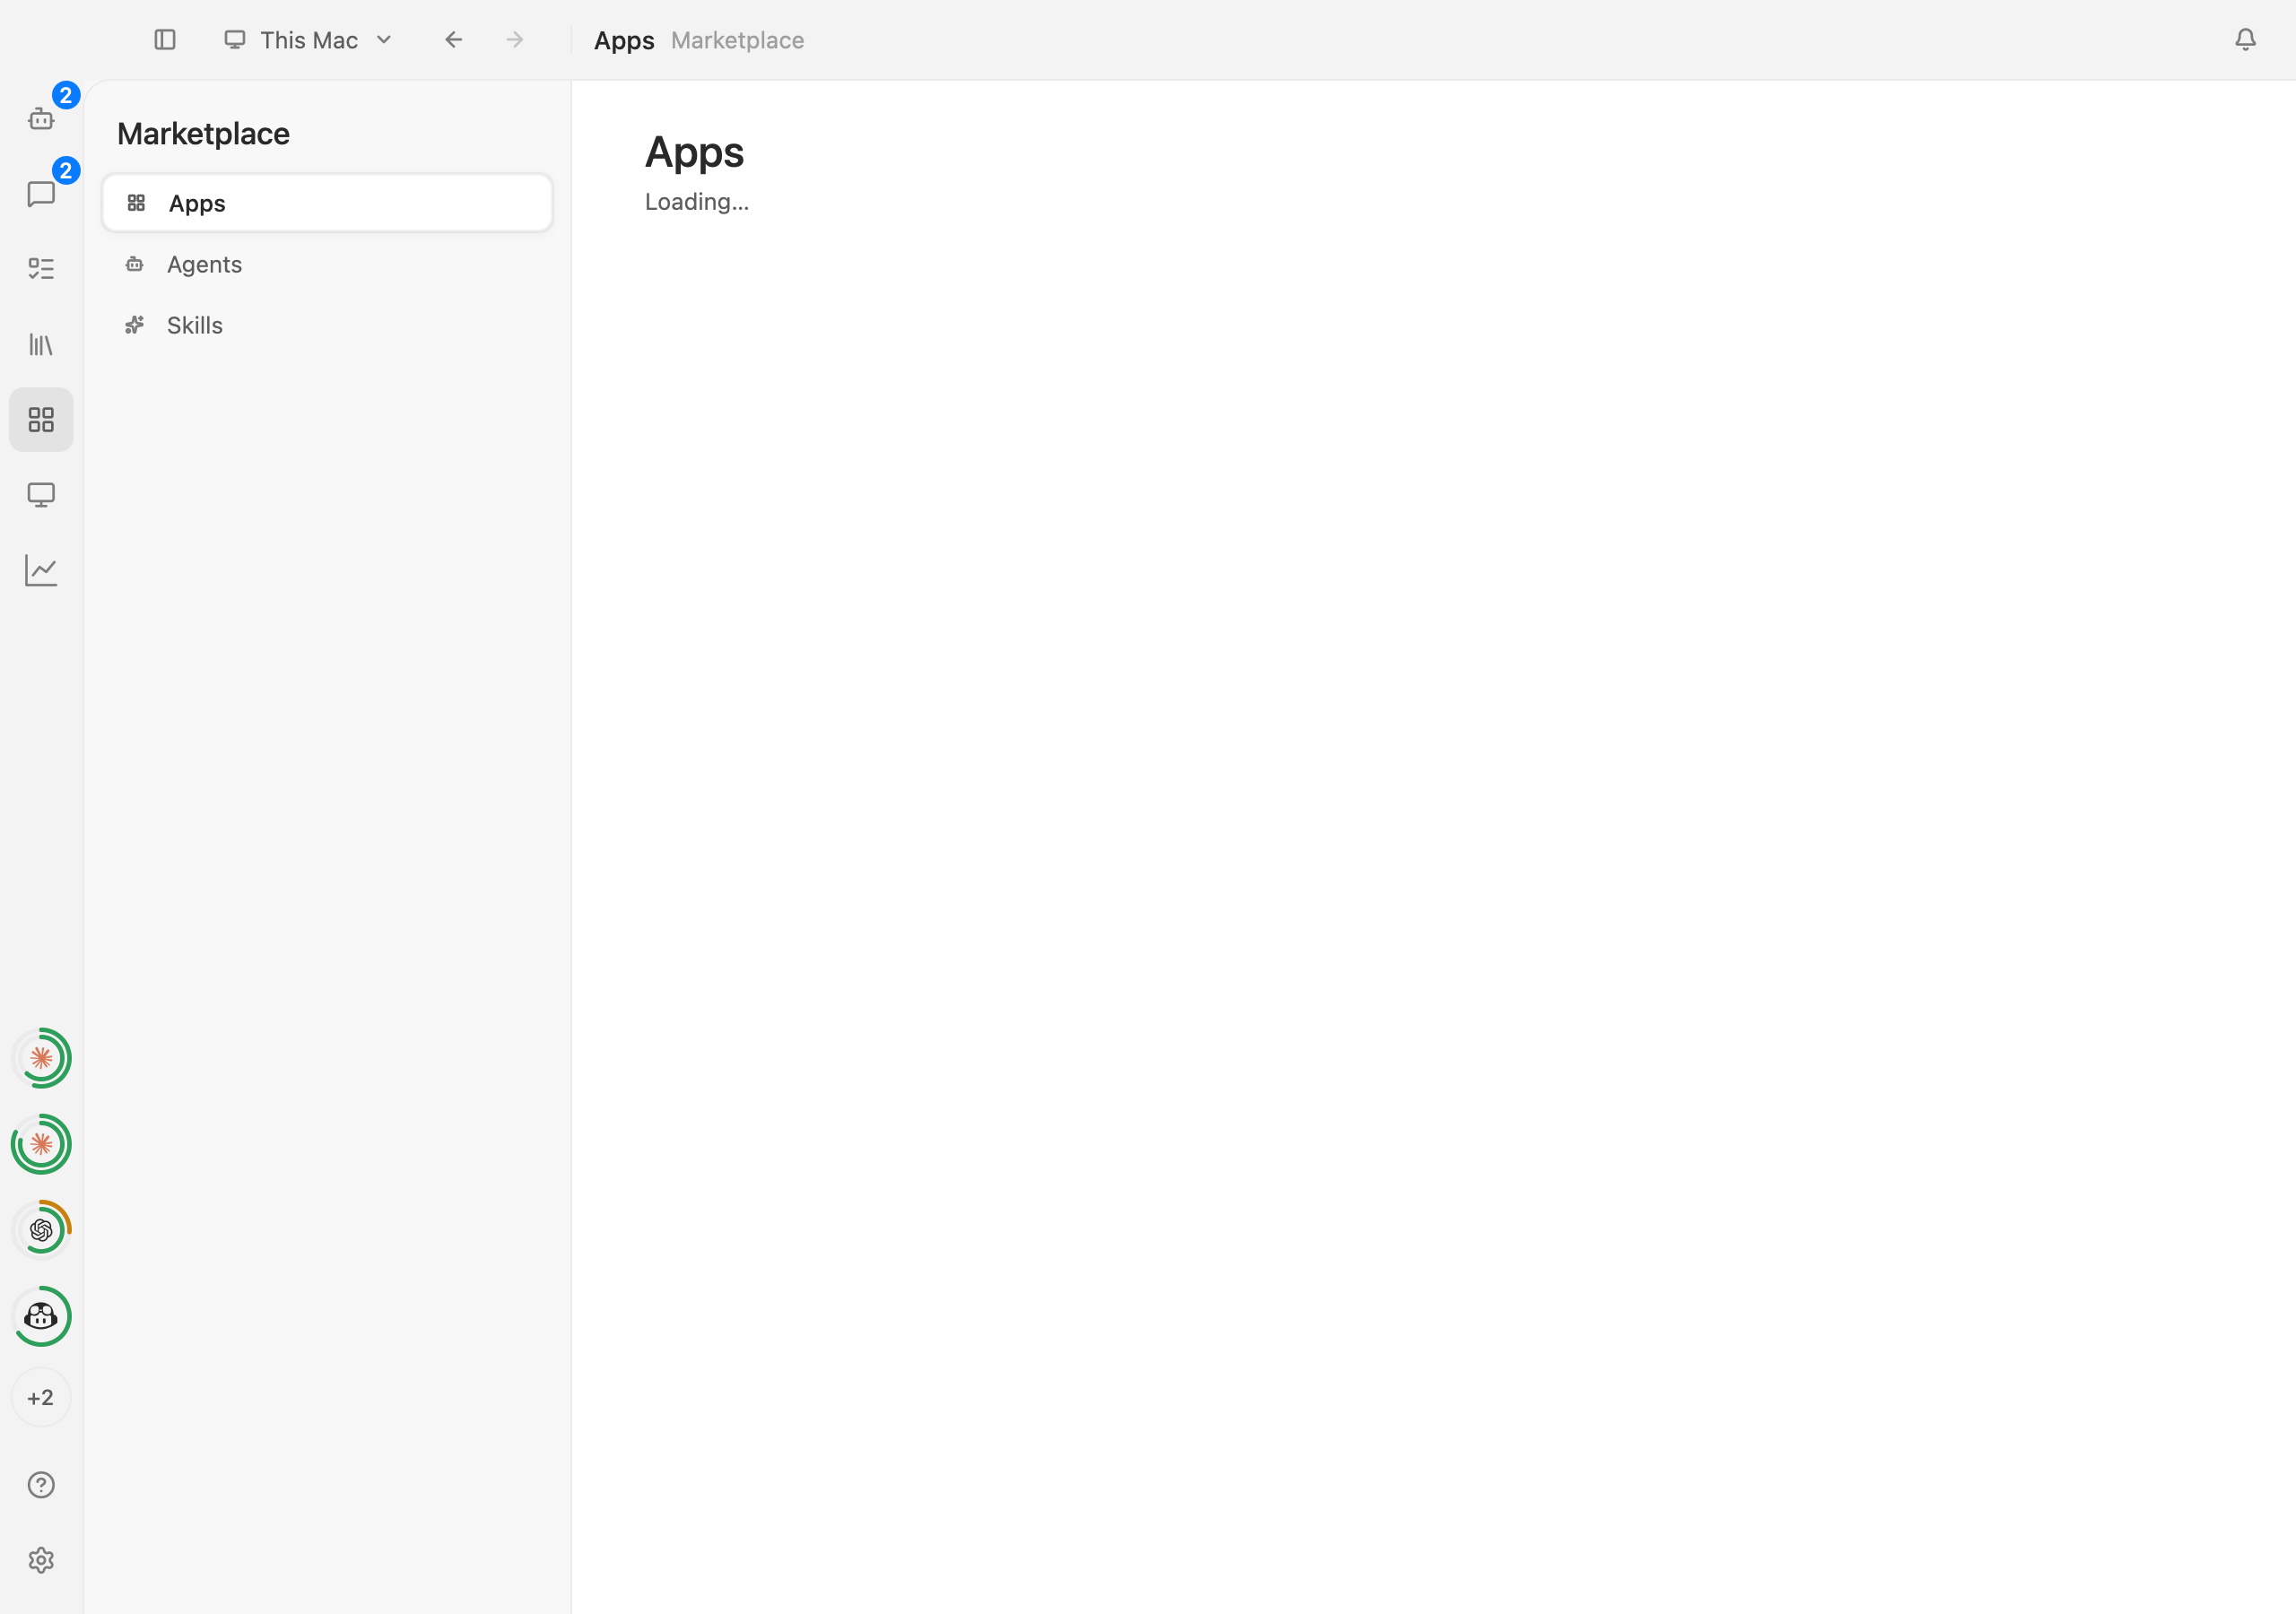 This Mac
Apps Marketplace
2
2
Marketplace
Apps
Agents
Skills
Apps
Loading...
+2